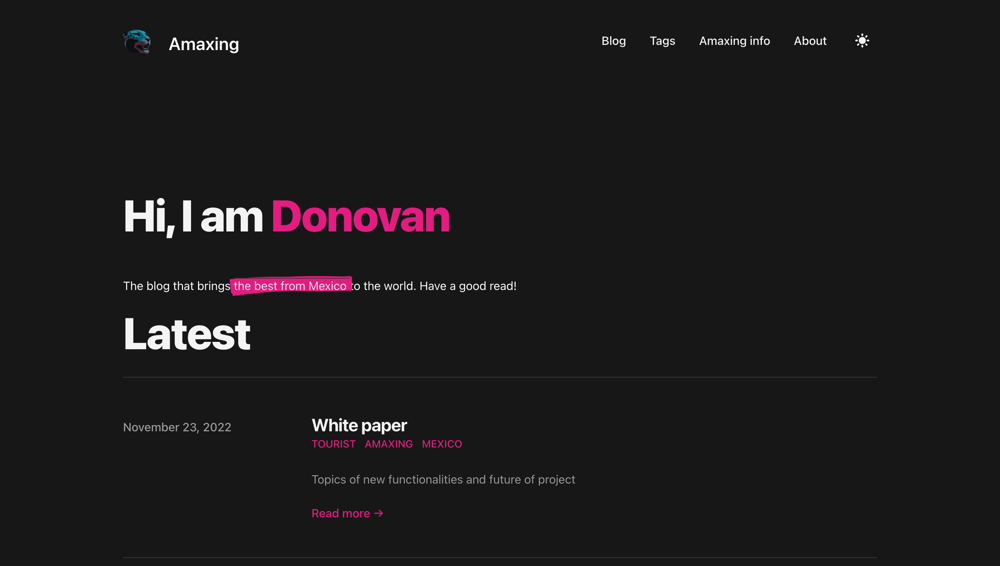 Amaxing
Blog Tags Amaxing info About
Hi, I am Donovan
The blog that brings the best from Mexico to the world. Have a good read!
Latest
November 23, 2022
White paper
TOURIST AMAXING MEXICO
Topics of new functionalities and future of project
Read more →